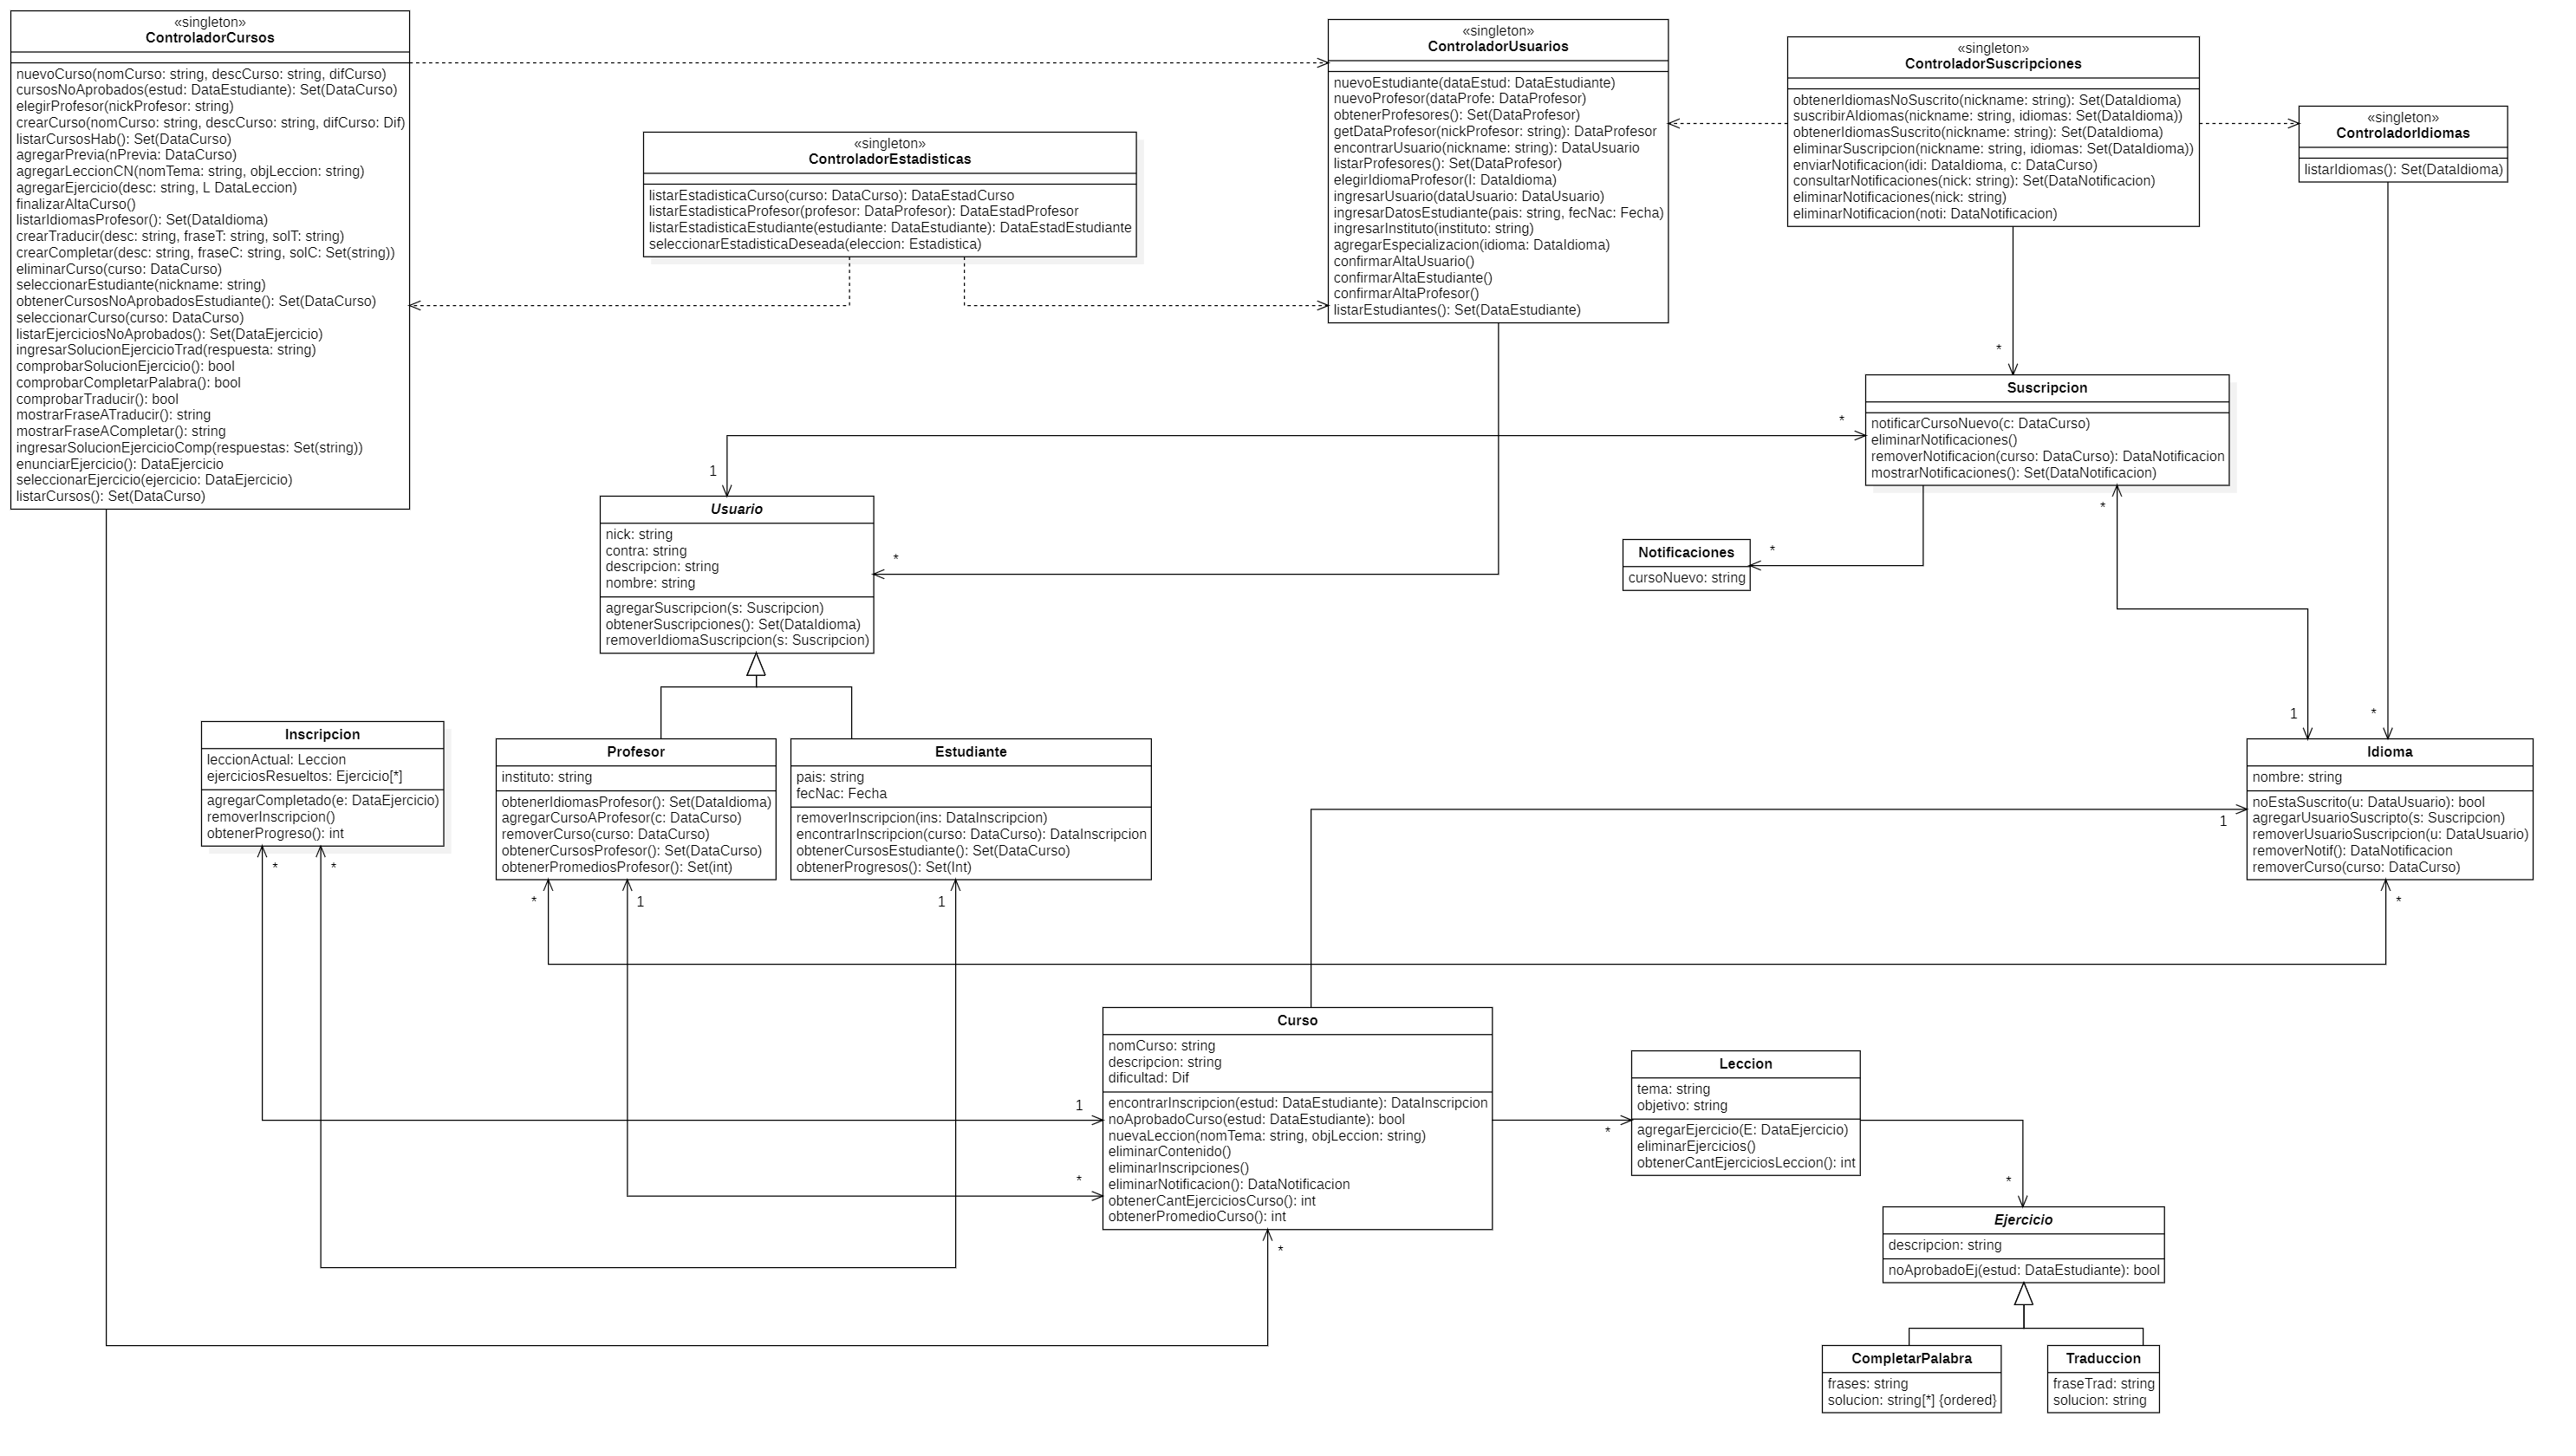 «singleton»
ControladorCursos
nuevoCurso(nomCurso: string, descCurso: string, difCurso)
cursosNoAprobados(estud: DataEstudiante): Set(DataCurso)
elegirProfesor(nickProfesor: string)
crearCurso(nomCurso: string, descCurso: string, difCurso: Dif)
listarCursosHab(): Set(DataCurso)
agregarPrevia(nPrevia: DataCurso)
agregarLeccionCN(nomTema: string, objLeccion: string)
agregarEjercicio(desc: string, L DataLeccion)
finalizarAltaCurso()
listarIdiomasProfesor(): Set(DataIdioma)
crearTraducir(desc: string, fraseT: string, solT: string)
crearCompletar(desc: string, fraseC: string, solC: Set(string))
eliminarCurso(curso: DataCurso)
seleccionarEstudiante(nickname: string)
obtenerCursosNoAprobadosEstudiante(): Set(DataCurso)
seleccionarCurso(curso: DataCurso)
listarEjerciciosNoAprobados(): Set(DataEjercicio)
ingresarSolucionEjercicioTrad(respuesta: string)
comprobarSolucionEjercicio(): bool
comprobarCompletarPalabra(): bool
comprobarTraducir(): bool
mostrarFraseATraducir(): string
mostrarFraseACompletar(): string
ingresarSolucionEjercicioComp(respuestas: Set(string))
enunciarEjercicio(): DataEjercicio
seleccionarEjercicio(ejercicio: DataEjercicio)
listarCursos(): Set(DataCurso)
«singleton»
ControladorEstadisticas
listarEstadisticaCurso(curso: DataCurso): DataEstadCurso
listarEstadisticaProfesor(profesor: DataProfesor): DataEstadProfesor
listarEstadisticaEstudiante(estudiante: DataEstudiante): DataEstadEstudiante
seleccionarEstadisticaDeseada(eleccion: Estadistica)
«singleton»
ControladorUsuarios
nuevoEstudiante(dataEstud: DataEstudiante)
nuevoProfesor(dataProfe: DataProfesor)
obtenerProfesores(): Set(DataProfesor)
getDataProfesor(nickProfesor: string): DataProfesor
encontrarUsuario(nickname: string): DataUsuario
listarProfesores(): Set(DataProfesor)
elegirIdiomaProfesor(I: DataIdioma)
ingresarUsuario(dataUsuario: DataUsuario)
ingresarDatosEstudiante(pais: string, fecNac: Fecha)
ingresarInstituto(instituto: string)
agregarEspecializacion(idioma: DataIdioma)
confirmarAltaUsuario()
confirmarAltaEstudiante()
confirmarAltaProfesor()
listarEstudiantes(): Set(DataEstudiante)
«singleton»
ControladorSuscripciones
obtenerIdiomasNoSuscrito(nickname: string): Set(DataIdioma)
suscribirAIdiomas(nickname: string, idiomas: Set(DataIdioma))
obtenerIdiomasSuscrito(nickname: string): Set(DataIdioma)
eliminarSuscripcion(nickname: string, idiomas: Set(DataIdioma))
enviarNotificacion(idi: DataIdioma, c: DataCurso)
consultarNotificaciones(nick: string): Set(DataNotificacion)
eliminarNotificaciones(nick: string)
eliminarNotificacion(noti: DataNotificacion)
«singleton»
ControladorIdiomas
listarIdiomas(): Set(DataIdioma)
*
Suscripcion
notificarCursoNuevo(c: DataCurso)
eliminarNotificaciones()
removerNotificacion(curso: DataCurso): DataNotificacion
mostrarNotificaciones(): Set(DataNotificacion)
*
1
*
Usuario
nick: string
contra: string
descripcion: string
nombre: string
agregarSuscripcion(s: Suscripcion)
obtenerSuscripciones(): Set(DataIdioma)
removerIdiomaSuscripcion(s: Suscripcion)
*
Notificaciones
cursoNuevo: string
*
*
1
*
Inscripcion
leccionActual: Leccion
ejerciciosResueltos: Ejercicio[*]
agregarCompletado(e: DataEjercicio)
removerInscripcion()
obtenerProgreso(): int
*
*
Profesor
instituto: string
obtenerIdiomasProfesor(): Set(DataIdioma)
agregarCursoAProfesor(c: DataCurso)
removerCurso(curso: DataCurso)
obtenerCursosProfesor(): Set(DataCurso)
obtenerPromediosProfesor(): Set(int)
*
1
Estudiante
pais: string
fecNac: Fecha
removerInscripcion(ins: DataInscripcion)
encontrarInscripcion(curso: DataCurso): DataInscripcion
obtenerCursosEstudiante(): Set(DataCurso)
obtenerProgresos(): Set(Int)
1
Idioma
nombre: string
noEstaSuscrito(u: DataUsuario): bool
agregarUsuarioSuscripto(s: Suscripcion)
removerUsuarioSuscripcion(u: DataUsuario)
removerNotif(): DataNotificacion
removerCurso(curso: DataCurso)
1
*
Curso
nomCurso: string
descripcion: string
dificultad: Dif
encontrarInscripcion(estud: DataEstudiante): DataInscripcion
noAprobadoCurso(estud: DataEstudiante): bool
nuevaLeccion(nomTema: string, objLeccion: string)
eliminarContenido()
eliminarInscripciones()
eliminarNotificacion(): DataNotificacion
obtenerCantEjerciciosCurso(): int
obtenerPromedioCurso(): int
1
*
*
*
Leccion
tema: string
objetivo: string
agregarEjercicio(E: DataEjercicio)
eliminarEjercicios()
obtenerCantEjerciciosLeccion(): int
*
Ejercicio
descripcion: string
noAprobadoEj(estud: DataEstudiante): bool
CompletarPalabra
frases: string
solucion: string[*] {ordered}
Traduccion
fraseTrad: string
solucion: string